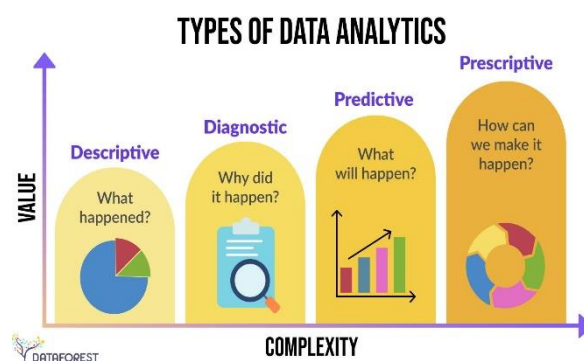 TYPES OF DATA ANALYTICS
VALUE
Descriptive
What
happened?
Diagnostic
Why did
it happen?
Predictive
What
will happen?
Prescriptive
How can
we make it
happen?
COMPLEXITY
DATAFOREST